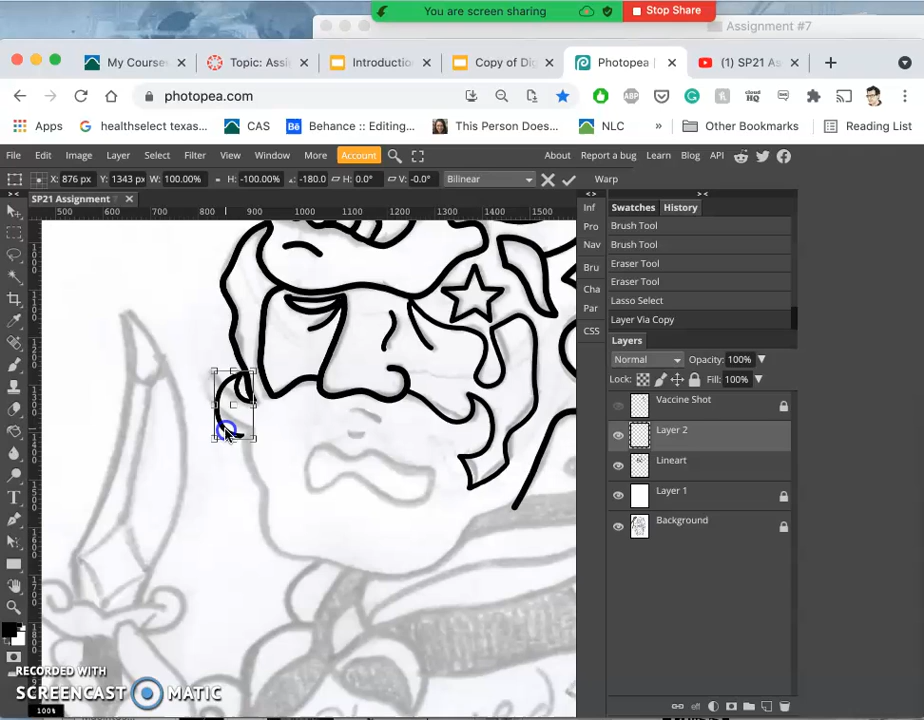 You are screen sharing
Stop Share
Assignment #7
My Course
Topic: Assi
Introduction
Copy of Dig
Photopea |
(1) SP21 As
photopea.com
Apps
healthselect texas...
CAS
Behance :: Editing...
This Person Does...
NLC
»
Other Bookmarks
Reading List
File Edit Image Layer Select Filter View Window More Account
About Report a bug Learn Blog API
X: 876 px Y: 1343 px W: 100.00% H: -100.00% : -180.0 H: 0.0° V: -0.0° Bilinear Warp
SP21 Assignment
500 600 700 800 900 1000 1100 1200 1300 1400 1500
Inf
Pro
Nav
Bru
Cha
Par
CSS
Swatches History
Brush Tool
Brush Tool
Eraser Tool
Eraser Tool
Lasso Select
Layer Via Copy
Layers
Normal Opacity: 100%
Lock: Fill: 100%
Vaccine Shot
Layer 2
Lineart
Layer 1
Background
RECORDED WITH
SCREENCAST MATIC
100%